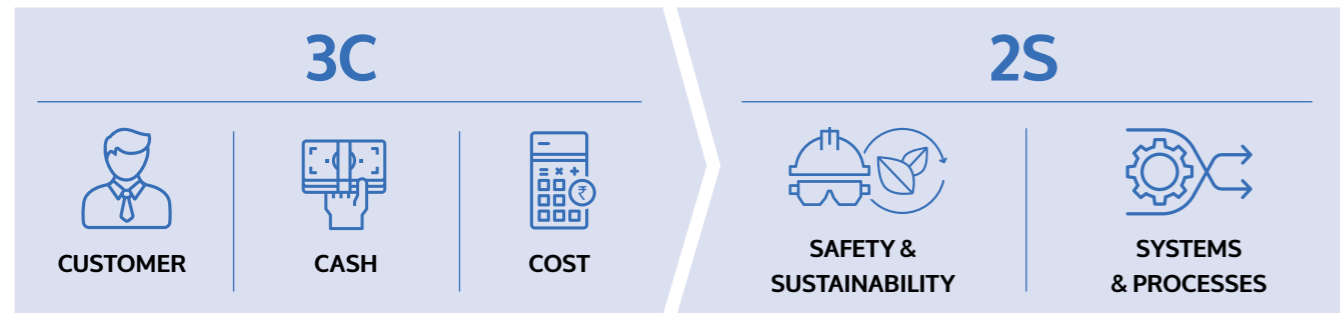 3C
CUSTOMER
CASH
₹
COST
2S
SAFETY &
SUSTAINABILITY
SYSTEMS
& PROCESSES